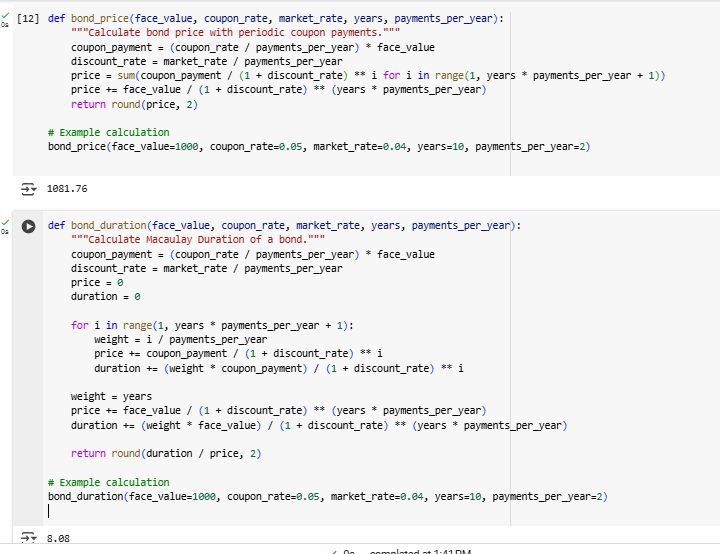 [12] def bond_price(face_value, coupon_rate, market_rate, years, payments_per_year):
"""Calculate bond price with periodic coupon payments."""
coupon_payment = (coupon_rate / payments_per_year) * face_value
discount_rate = market_rate / payments_per_year
price = sum(coupon_payment / (1 + discount_rate) ** i for i in range(1, years * payments_per_year + 1))
price += face_value / (1 + discount_rate) ** (years * payments_per_year)
return round(price, 2)
# Example calculation
bond_price(face_value=1000, coupon_rate=0.05, market_rate=0.04, years=10, payments_per_year=2)
0s
1081.76
def bond_duration(face_value, coupon_rate, market_rate, years, payments_per_year):
"""Calculate Macaulay Duration of a bond."""
coupon_payment = (coupon_rate / payments_per_year) * face_value
discount_rate = market_rate / payments_per_year
price = 0
duration = 0
for i in range(1, years * payments_per_year + 1):
weight = i / payments_per_year
price += coupon_payment / (1 + discount_rate) ** i
duration += (weight * coupon_payment) / (1 + discount_rate) ** i
weight = years
price += face_value / (1 + discount_rate) ** (years * payments_per_year)
duration += (weight * face_value) / (1 + discount_rate) ** (years * payments_per_year)
return round(duration / price, 2)
# Example calculation
bond_duration(face_value=1000, coupon_rate=0.05, market_rate=0.04, years=10, payments_per_year=2)
0s
8.08
0s completed at 1:41 PM